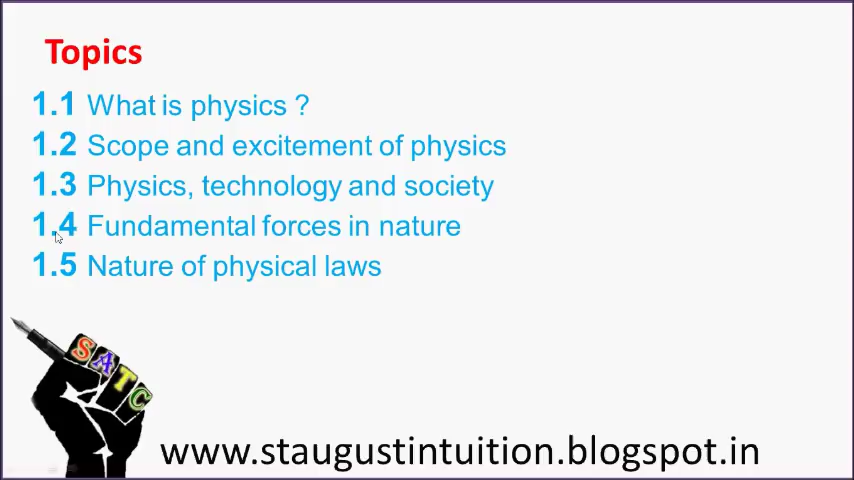 Topics
1.1 What is physics ?
1.2 Scope and excitement of physics
1.3 Physics, technology and society
1.4 Fundamental forces in nature
1.5 Nature of physical laws
SATC
www.staugustintuition.blogspot.in